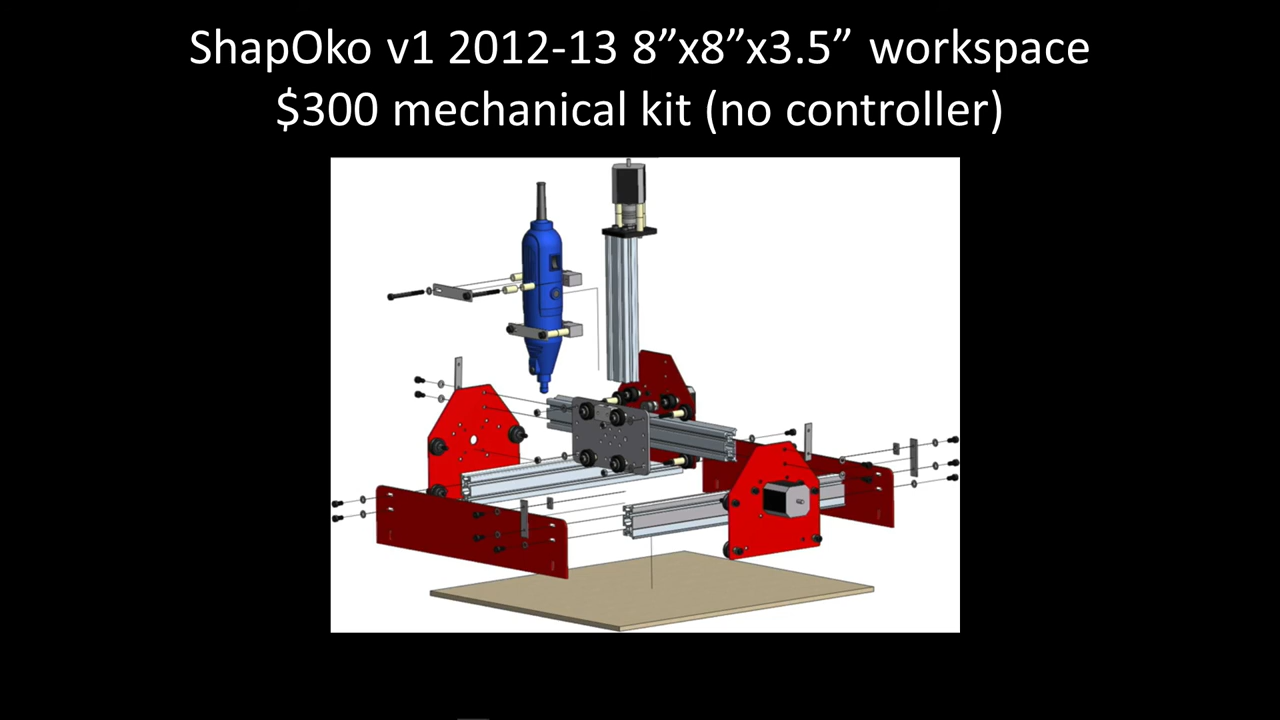 ShapOko v1 2012-13 8”x8”x3.5” workspace
$300 mechanical kit (no controller)